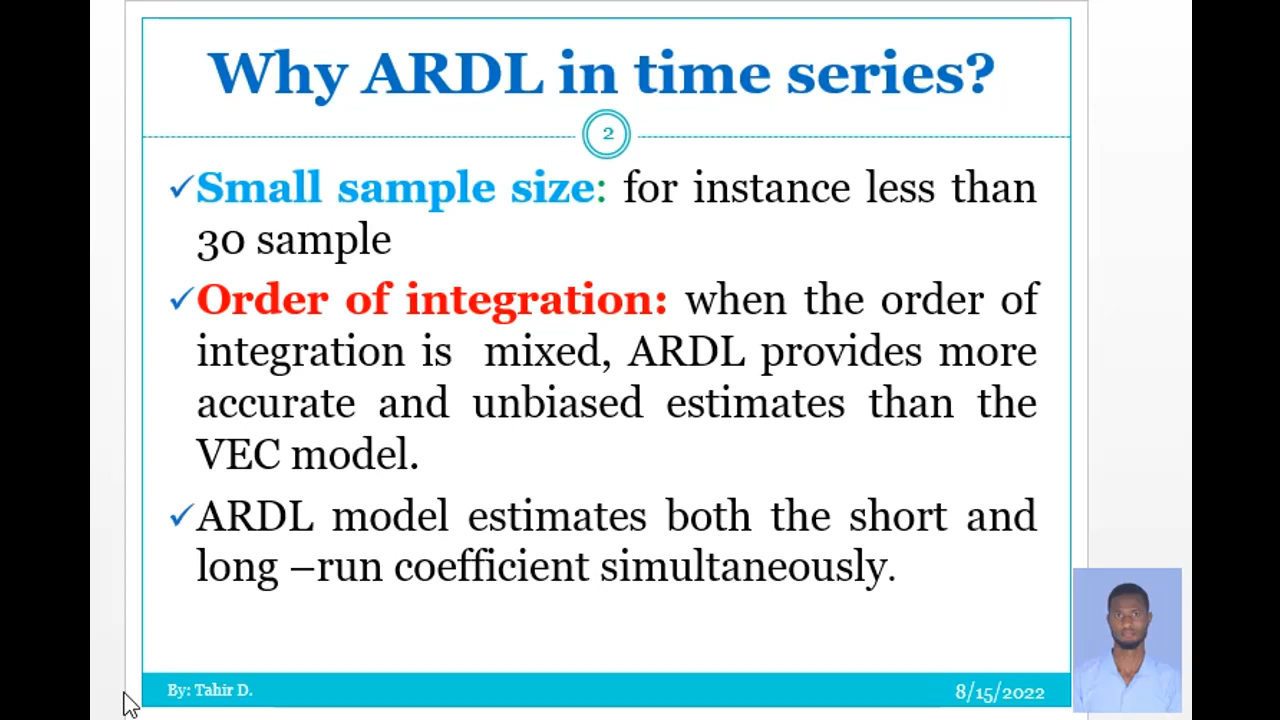 Why ARDL in time series?
2
Small sample size: for instance less than
30 sample
Order of integration: when the order of
integration is mixed, ARDL provides more
accurate and unbiased estimates than the
VEC model.
ARDL model estimates both the short and
long –run coefficient simultaneously.
By: Tahir D.
8/15/2022